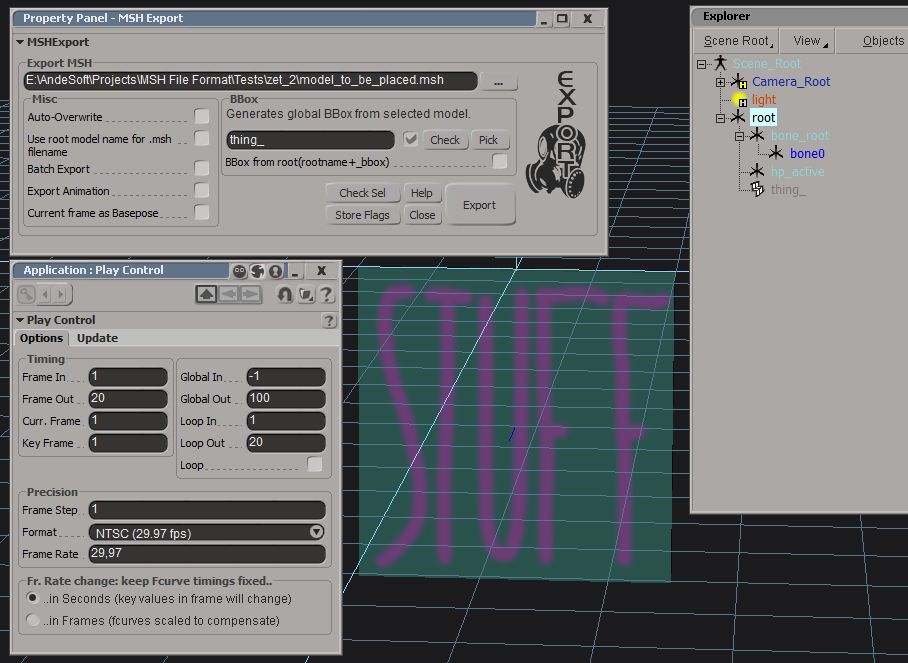 Property Panel - MSH Export
MSHExport
Export MSH
E:\AndeSoft\Projects\MSH File Format\Tests\zet_2\model_to_be_placed.msh
...
Misc
Auto-Overwrite
Use root model name for .msh filename
Batch Export
Export Animation
Current frame as Basepose
BBox
Generates global BBox from selected model.
thing_
Check
Pick
BBox from root(rootname+_bbox)
Check Sel
Help
Store Flags
Close
Export
EXPORT
Application : Play Control
Play Control
?
Options
Update
Timing
Frame In
1
Frame Out
20
Curr. Frame
1
Key Frame
1
Global In
-1
Global Out
100
Loop In
1
Loop Out
20
Loop
Precision
Frame Step
1
Format
NTSC (29.97 fps)
Frame Rate
29,97
Fr. Rate change: keep Fcurve timings fixed..
..in Seconds (key values in frame will change)
..in Frames (fcurves scaled to compensate)
STUFF
Explorer
Scene Root
View
Objects
Scene_Root
Camera_Root
light
root
bone_root
bone0
hp_active
thing_